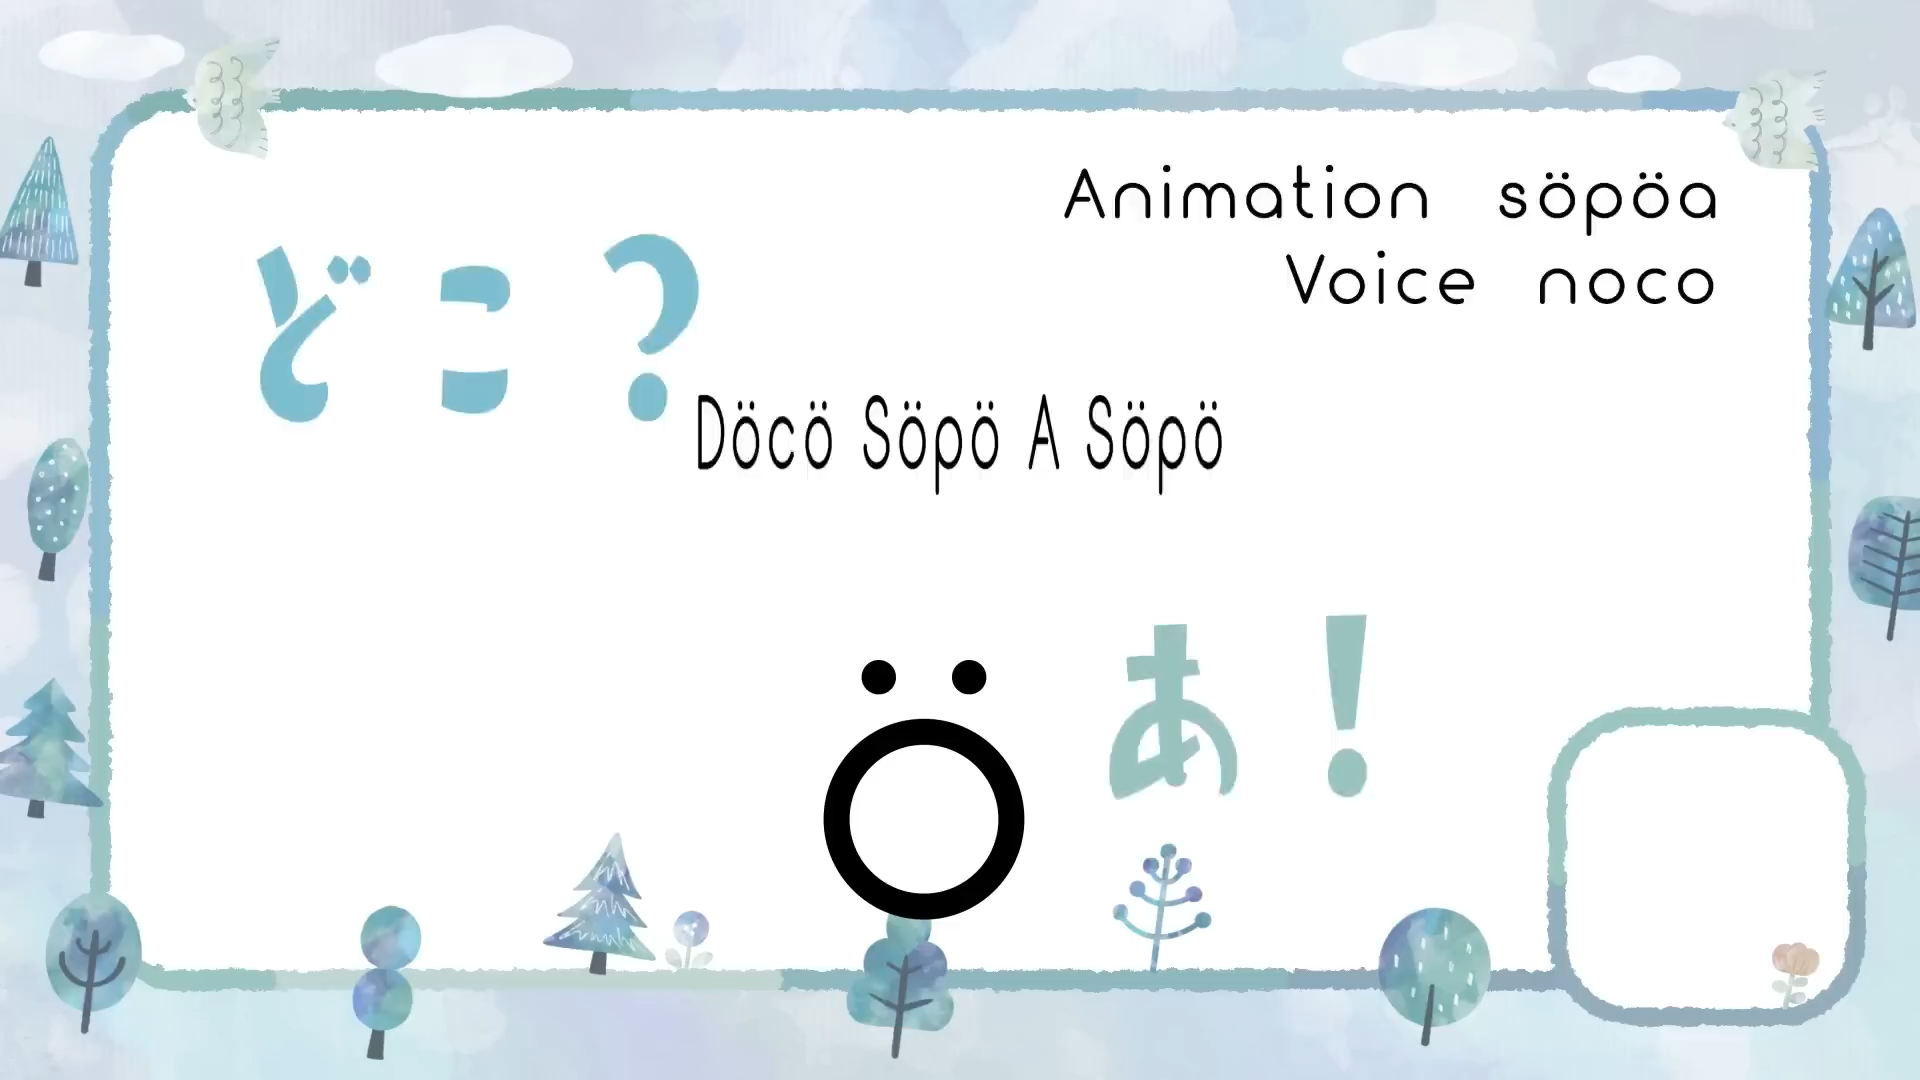 Animation söpöa
Voice noco
どこ?
Döcö Söpö A Söpö
ö
あ!